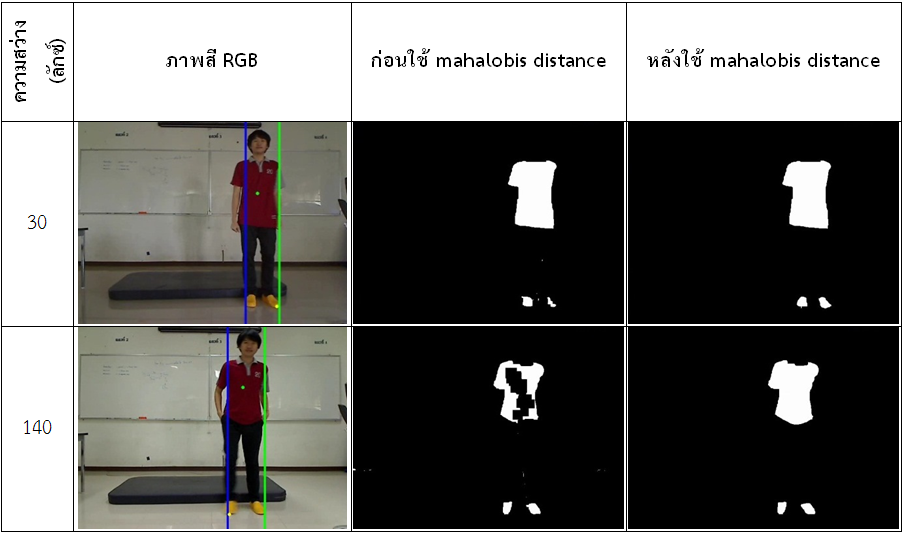 ความสว่าง
(ลักซ์)
ภาพสี RGB
ก่อนใช้ mahalobis distance
หลังใช้ mahalobis distance
30
140